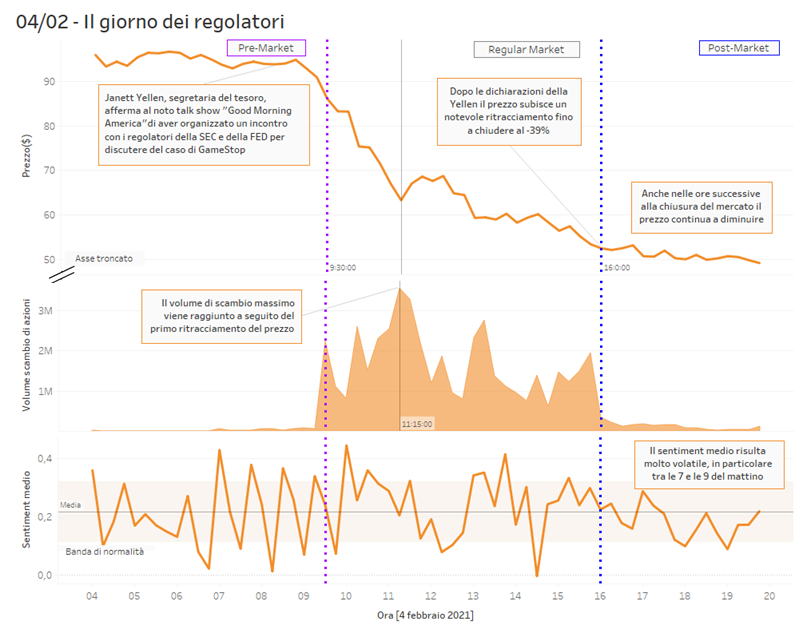 04/02 - Il giorno dei regolatori
Pre-Market
Regular Market
Post-Market
Prezzo($)
90
80
70
60
50
Janett Yellen, segretaria del tesoro,
afferma al noto talk show "Good Morning
America"di aver organizzato un incontro
con i regolatori della SEC e della FED per
discutere del caso di GameStop
Dopo le dichiarazioni della
Yellen il prezzo subisce un
notevole ritracciamento fino
a chiudere al -39%
Anche nelle ore successive
alla chiusura del mercato il
prezzo continua a diminuire
Asse troncato
9:30:00
16:0:00
Volume scambio di azioni
3M
2M
1M
Il volume di scambio massimo
viene raggiunto a seguito del
primo ritracciamento del prezzo
11:15:00
Sentiment medio
0,4
0,2
0,0
Il sentiment medio risulta
molto volatile, in particolare
tra le 7 e le 9 del mattino
Media
Banda di normalità
04 05 06 07 08 09 10 11 12 13 14 15 16 17 18 19 20
Ora [4 febbraio 2021]